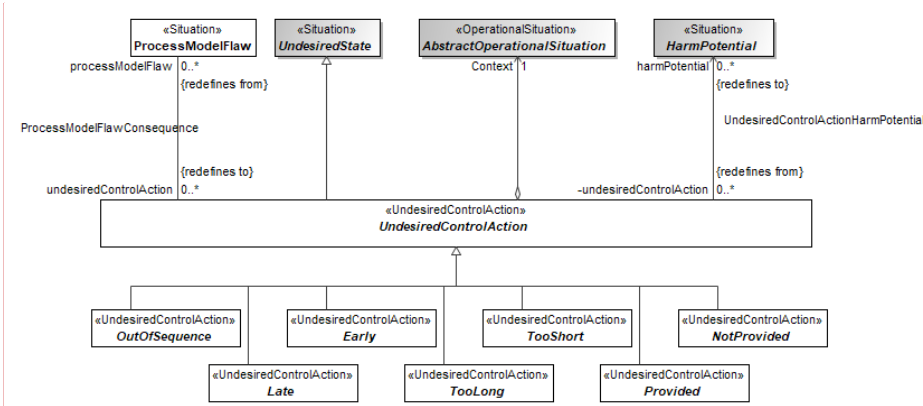 «Situation»
ProcessModelFlaw
«Situation»
UndesiredState
«OperationalSituation»
AbstractOperationalSituation
«Situation»
HarmPotential
processModelFlaw 0..*
{redefines from}
Context 1
harmPotential 0..*
{redefines to}
ProcessModelFlawConsequence
UndesiredControlActionHarmPotential
{redefines to}
undesiredControlAction 0..*
{redefines from}
-undesiredControlAction 0..*
«UndesiredControlAction»
UndesiredControlAction
«UndesiredControlAction»
OutOfSequence
«UndesiredControlAction»
Early
«UndesiredControlAction»
TooShort
«UndesiredControlAction»
NotProvided
«UndesiredControlAction»
Late
«UndesiredControlAction»
TooLong
«UndesiredControlAction»
Provided